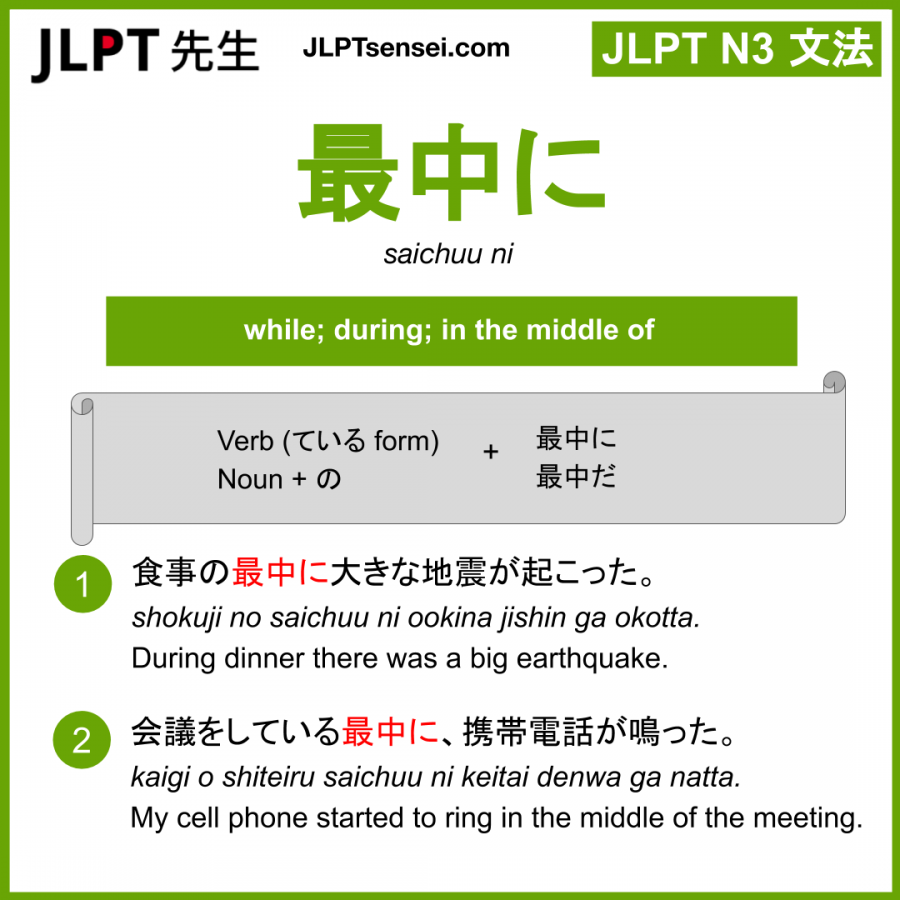 JLPT 先生
JLPTsensei.com
JLPT N3 文法
最中に
saichuu ni
while; during; in the middle of
Verb (ている form)
Noun + の
+
最中に
最中だ
1
食事の最中に大きな地震が起こった。
shokuji no saichuu ni ookina jishin ga okotta.
During dinner there was a big earthquake.
2
会議をしている最中に、携帯電話が鳴った。
kaigi o shiteiru saichuu ni keitai denwa ga natta.
My cell phone started to ring in the middle of the meeting.